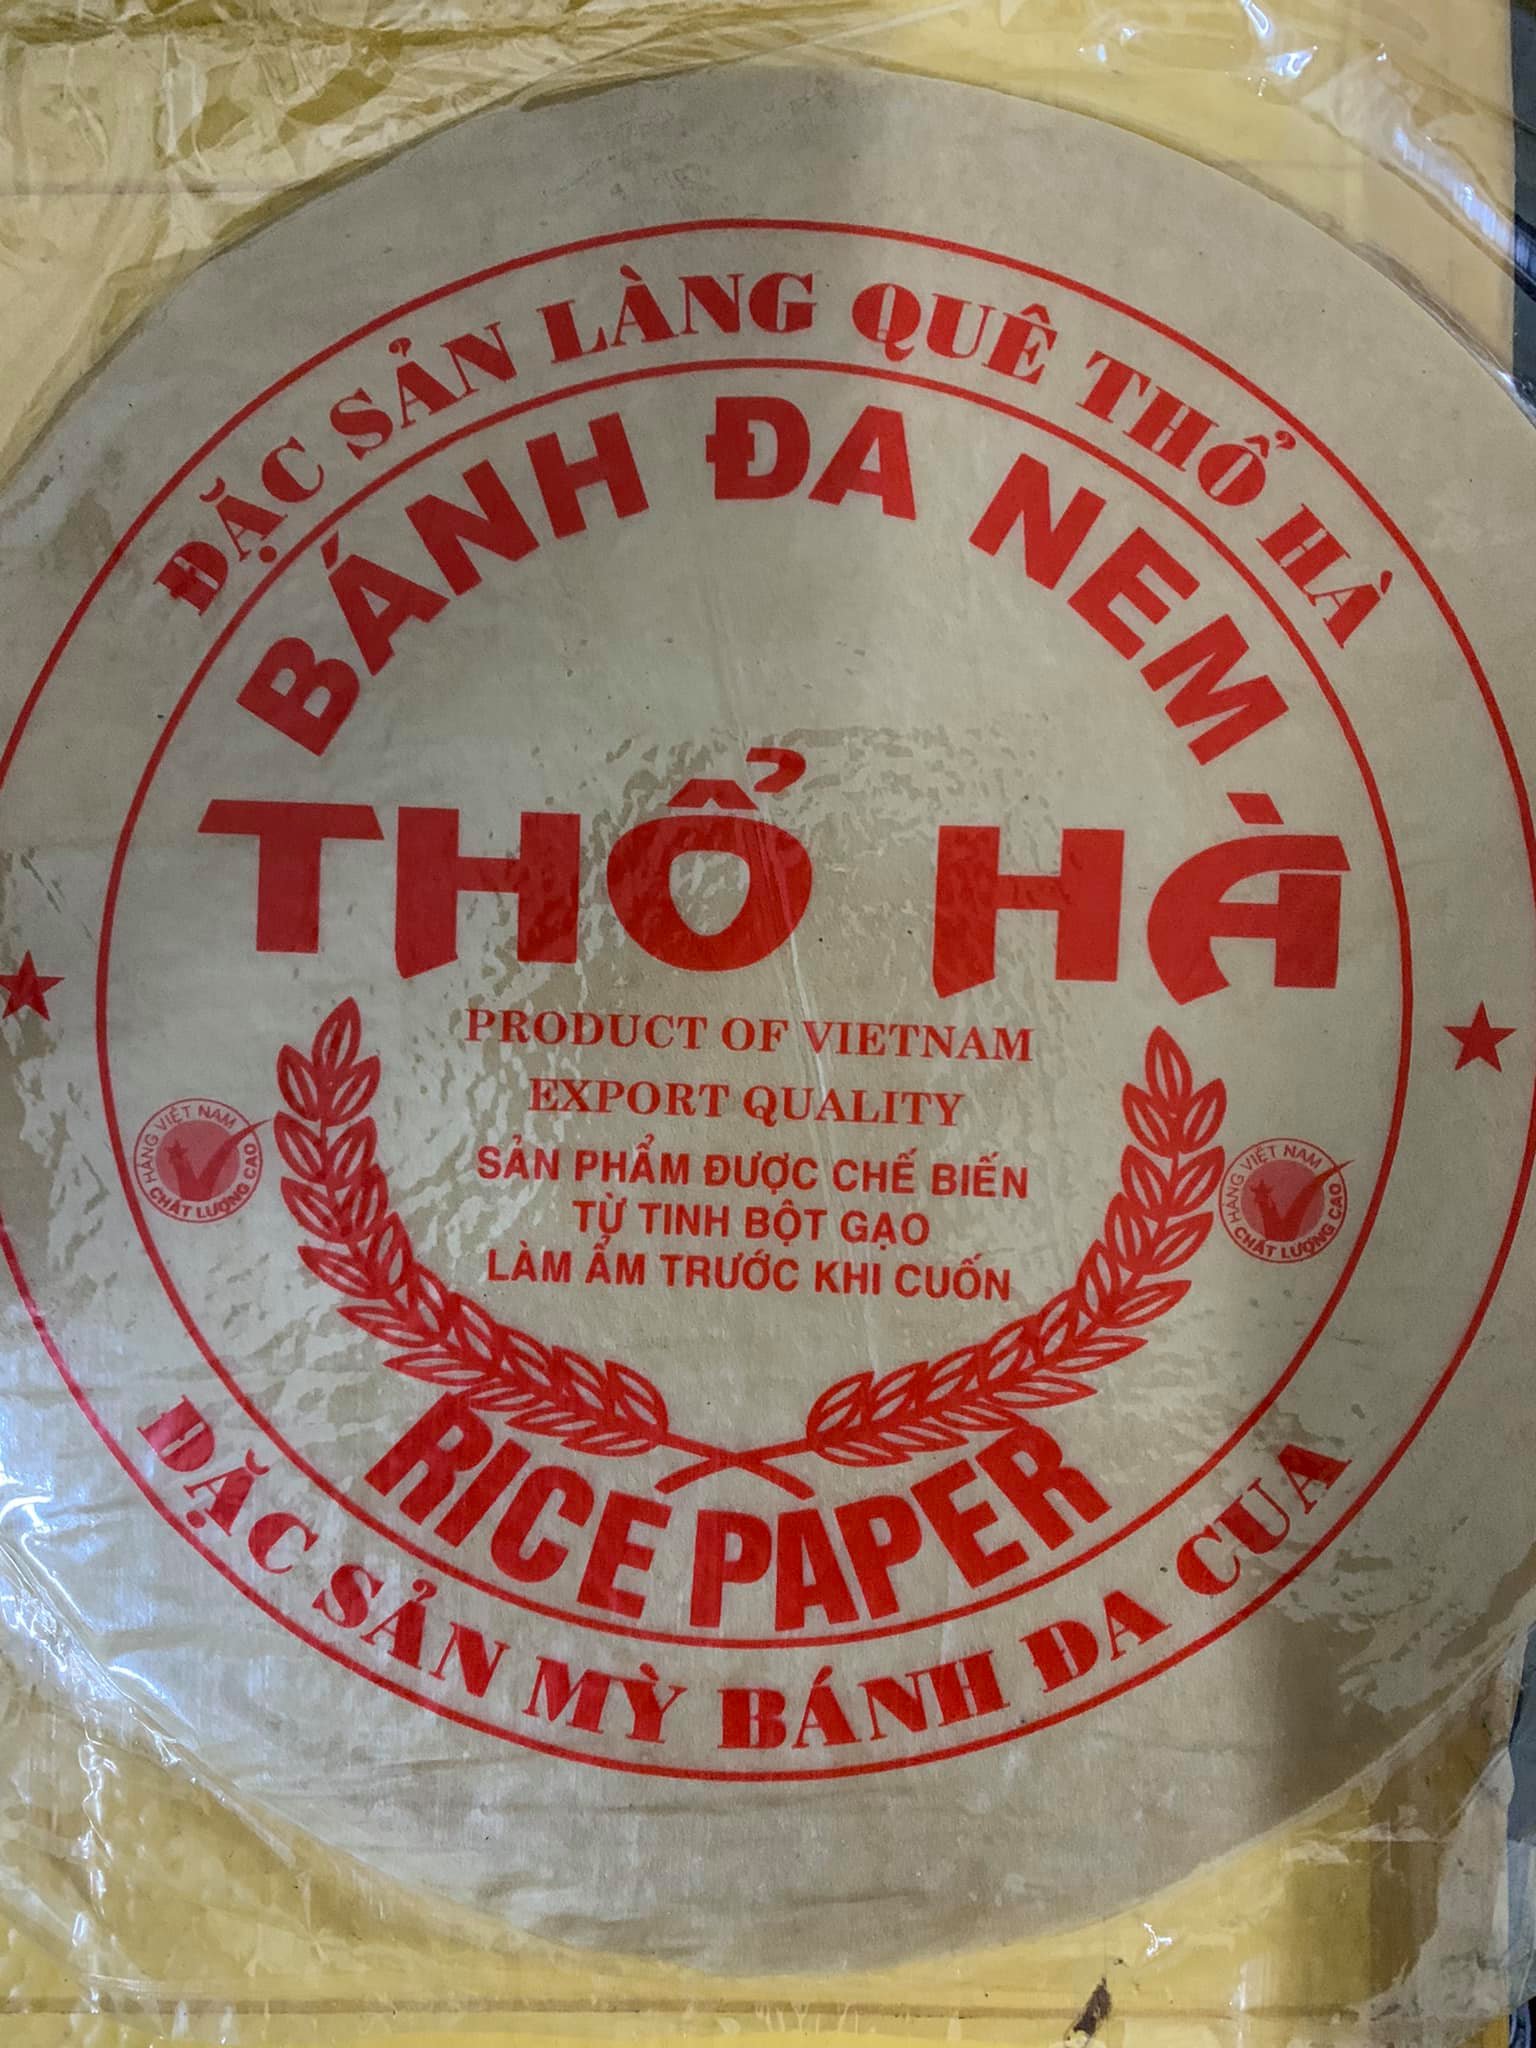 ĐẶC SẢN LÀNG QUÊ THỔ HÀ
BÁNH ĐA NEM
THỔ HÀ
PRODUCT OF VIETNAM
EXPORT QUALITY
SẢN PHẨM ĐƯỢC CHẾ BIẾN
TỪ TINH BỘT GẠO
LÀM ẨM TRƯỚC KHI CUỐN
HÀNG VIỆT NAM
CHẤT LƯỢNG CAO
HÀNG VIỆT NAM
CHẤT LƯỢNG CAO
RICE PAPER
ĐẶC SẢN MỲ BÁNH ĐA CUA